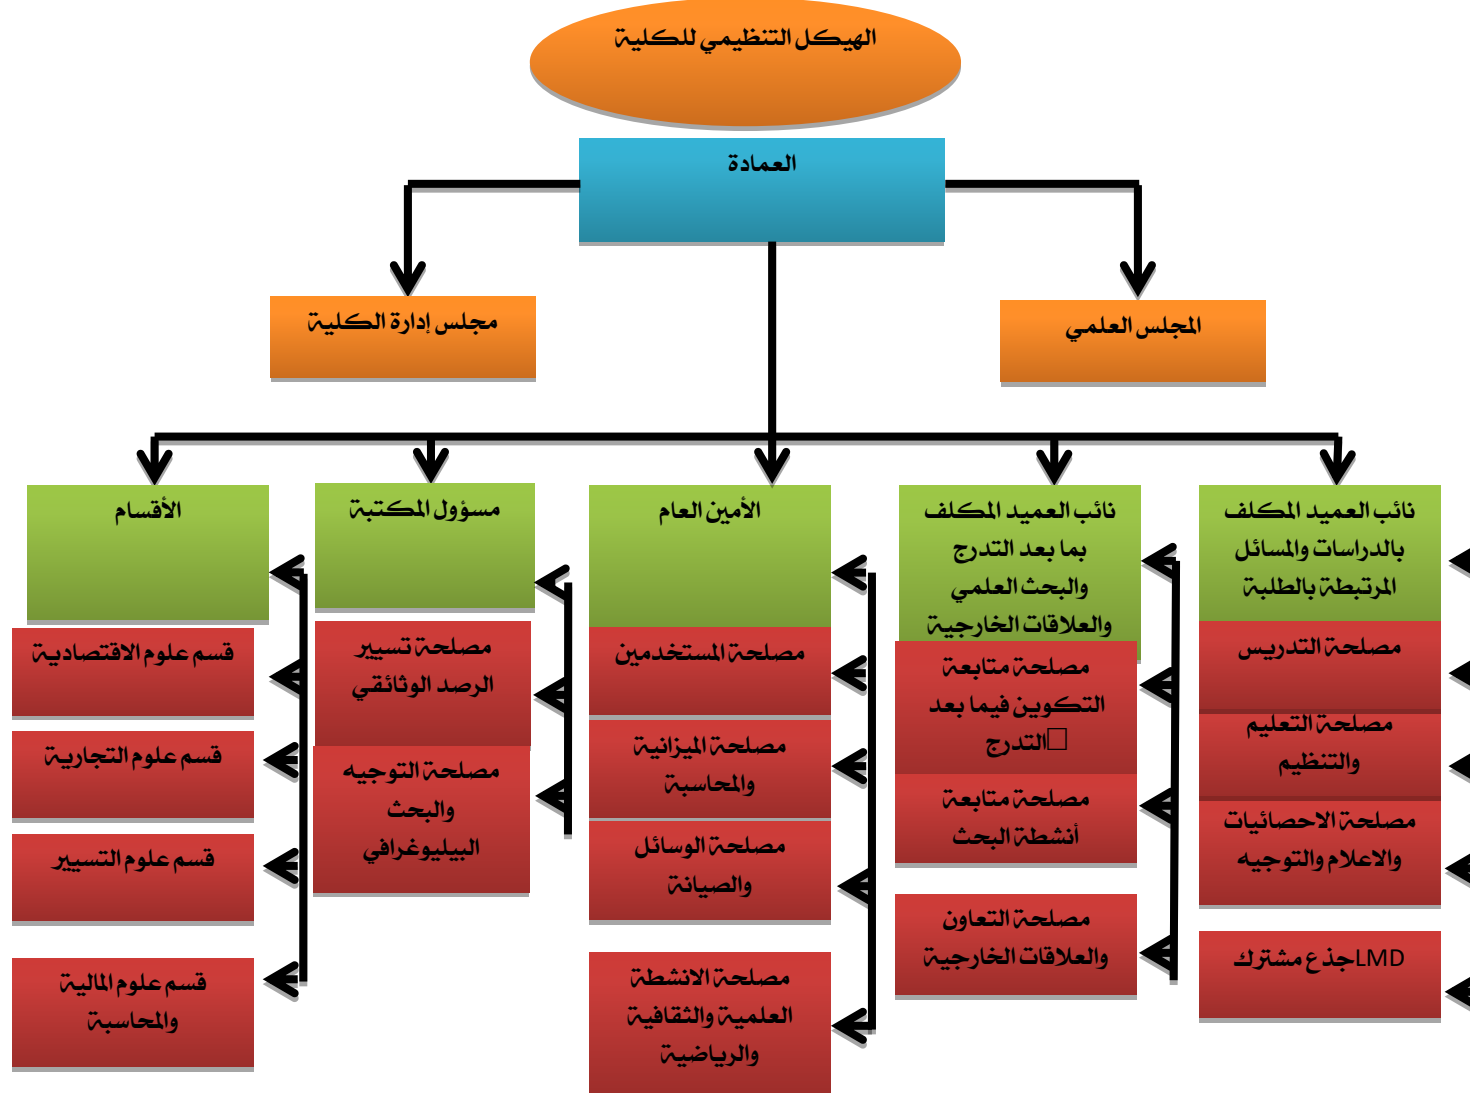 الهيكل التنظيمي للكلية
العمادة
المجلس العلمي
مجلس إدارة الكلية
نائب العميد المكلف
بالدراسات والمسائل
المرتبطة بالطلبة
مصلحة التدريس
مصلحة التعليم
والتنظيم
مصلحة الاحصائيات
والاعلام والتوجيه
LMDجذع مشترك
نائب العميد المكلف
بما بعد التدرج
والبحث العلمي
والعلاقات الخارجية
مصلحة متابعة
التكوين فيما بعد
التدرج
مصلحة متابعة
أنشطة البحث
مصلحة التعاون
والعلاقات الخارجية
الأمين العام
مصلحة المستخدمين
مصلحة الميزانية
والمحاسبة
مصلحة الوسائل
والصيانة
مصلحة الانشطة
العلمية والثقافية
والرياضية
مسؤول المكتبة
مصلحة تسيير
الرصد الوثائقي
مصلحة التوجيه
والبحث
البيليوغرافي
الأقسام
قسم علوم الاقتصادية
قسم علوم التجارية
قسم علوم التسيير
قسم علوم المالية
والمحاسبة